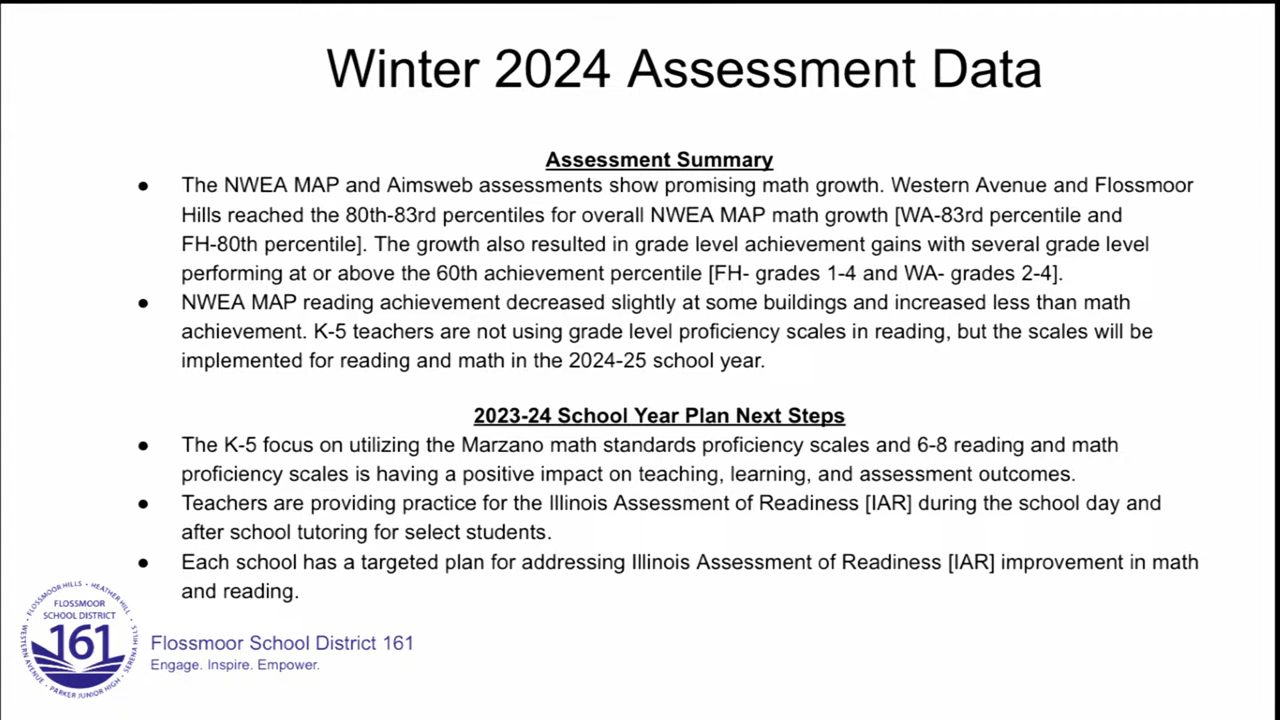 Winter 2024 Assessment Data
Assessment Summary
● The NWEA MAP and Aimsweb assessments show promising math growth. Western Avenue and Flossmoor
Hills reached the 80th-83rd percentiles for overall NWEA MAP math growth [WA-83rd percentile and
FH-80th percentile]. The growth also resulted in grade level achievement gains with several grade level
performing at or above the 60th achievement percentile [FH- grades 1-4 and WA- grades 2-4].
● NWEA MAP reading achievement decreased slightly at some buildings and increased less than math
achievement. K-5 teachers are not using grade level proficiency scales in reading, but the scales will be
implemented for reading and math in the 2024-25 school year.
2023-24 School Year Plan Next Steps
● The K-5 focus on utilizing the Marzano math standards proficiency scales and 6-8 reading and math
proficiency scales is having a positive impact on teaching, learning, and assessment outcomes.
● Teachers are providing practice for the Illinois Assessment of Readiness [IAR] during the school day and
after school tutoring for select students.
● Each school has a targeted plan for addressing Illinois Assessment of Readiness [IAR] improvement in math
and reading.
WESTERN AVENUE • FLOSSMOOR HILLS • HEATHER HILL • SERENA HILLS • PARKER JUNIOR HIGH •
FLOSSMOOR
SCHOOL DISTRICT
161
Flossmoor School District 161
Engage. Inspire. Empower.